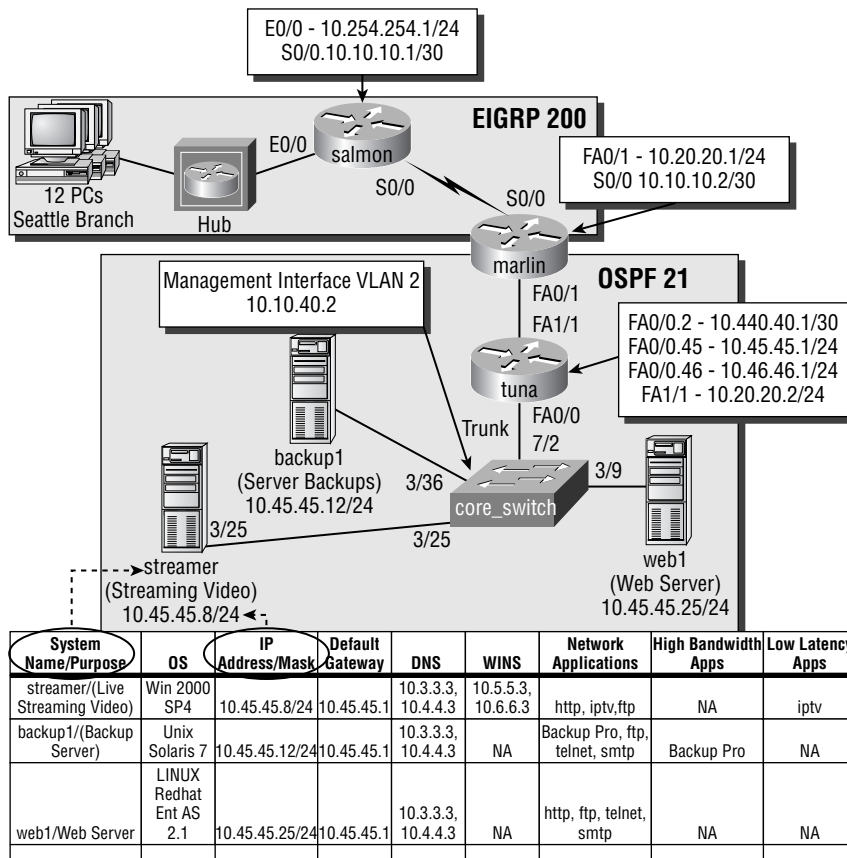 E0/0 - 10.254.254.1/24
S0/0.10.10.10.1/30
EIGRP 200
E0/0
salmon
S0/0
12 PCs
Seattle Branch
Hub
FA0/1 - 10.20.20.1/24
S0/0 10.10.10.2/30
S0/0
marlin
OSPF 21
Management Interface VLAN 2
10.10.40.2
FA0/1
FA1/1
FA0/0.2 - 10.440.40.1/30
FA0/0.45 - 10.45.45.1/24
FA0/0.46 - 10.46.46.1/24
FA1/1 - 10.20.20.2/24
tuna
FA0/0
Trunk
7/2
backup1
(Server Backups)
10.45.45.12/24
3/36
3/9
core_switch
3/25
3/25
streamer
(Streaming Video)
10.45.45.8/24
web1
(Web Server)
10.45.45.25/24
System Name/Purpose OS IP Address/Mask Default Gateway DNS WINS Network Applications High Bandwidth Apps Low Latency Apps
streamer/(Live Streaming Video) Win 2000 SP4 10.45.45.8/24 10.45.45.1 10.3.3.3, 10.4.4.3 10.5.5.3, 10.6.6.3 http, iptv,ftp NA iptv
backup1/(Backup Server) Unix Solaris 7 10.45.45.12/24 10.45.45.1 10.3.3.3, 10.4.4.3 NA Backup Pro, ftp, telnet, smtp Backup Pro NA
web1/Web Server LINUX Redhat Ent AS 2.1 10.45.45.25/24 10.45.45.1 10.3.3.3, 10.4.4.3 NA http, ftp, telnet, smtp NA NA